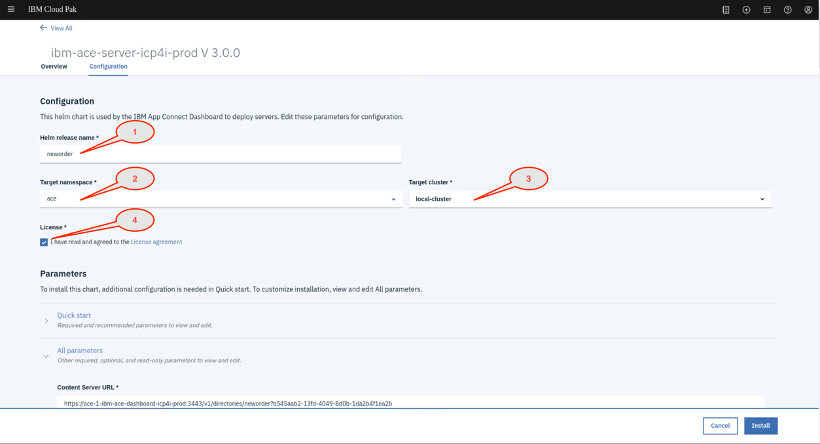 IBM Cloud Pak
View All
ibm-ace-server-icp4i-prod V 3.0.0
Overview Configuration
Configuration
This helm chart is used by the IBM App Connect Dashboard to deploy servers. Edit these parameters for configuration.
1
Helm release name *
neworder
2
3
Target namespace * Target cluster *
ace local-cluster
4
License *
I have read and agreed to the License agreement
Parameters
To install this chart, additional configuration is needed in Quick start. To customize installation, view and edit All parameters.
Quick start
Required and recommended parameters to view and edit.
All parameters
Other required, optional, and read-only parameters to view and edit.
Content Server URL *
https://ace-1-ibm-ace-dashboard-icp4i-prod:3443/v1/directories/neworder?b545aab2-13fd-4049-8d0b-1da2b4f1ea2b
Cancel Install